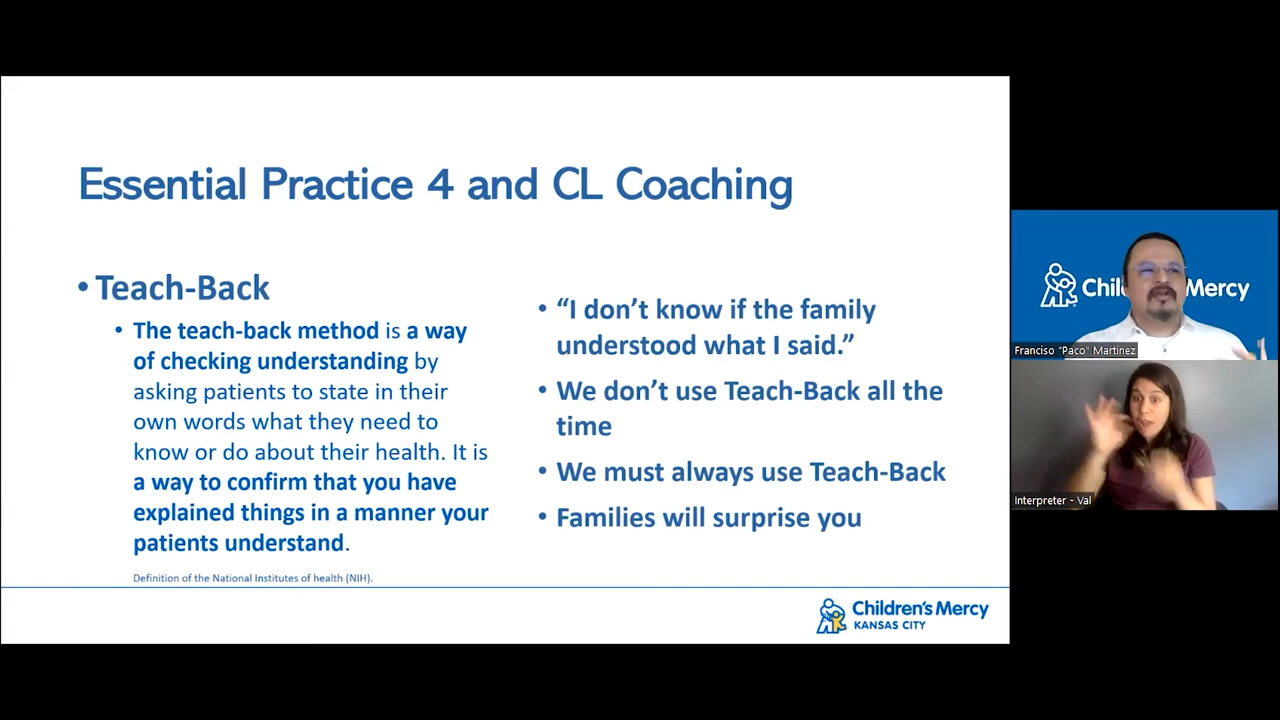 Essential Practice 4 and CL Coaching
• Teach-Back
• The teach-back method is a way
of checking understanding by
asking patients to state in their
own words what they need to
know or do about their health. It is
a way to confirm that you have
explained things in a manner your
patients understand.
Definition of the National Institutes of health (NIH).
• “I don’t know if the family
understood what I said.”
• We don’t use Teach-Back all the
time
• We must always use Teach-Back
• Families will surprise you
Children's Mercy
KANSAS CITY
Mercy
Franciso "Paco" Martinez
Interpreter - Val